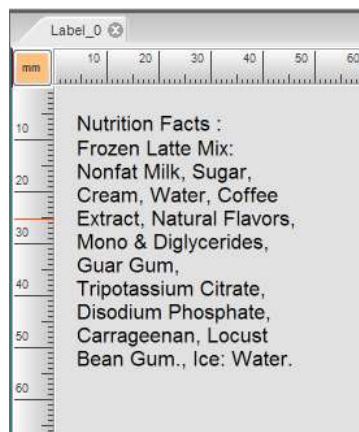 Label_0
mm
10 20 30 40 50 60
10
20
30
40
50
60
Nutrition Facts :
Frozen Latte Mix:
Nonfat Milk, Sugar,
Cream, Water, Coffee
Extract, Natural Flavors,
Mono & Diglycerides,
Guar Gum,
Tripotassium Citrate,
Disodium Phosphate,
Carrageenan, Locust
Bean Gum., Ice: Water.